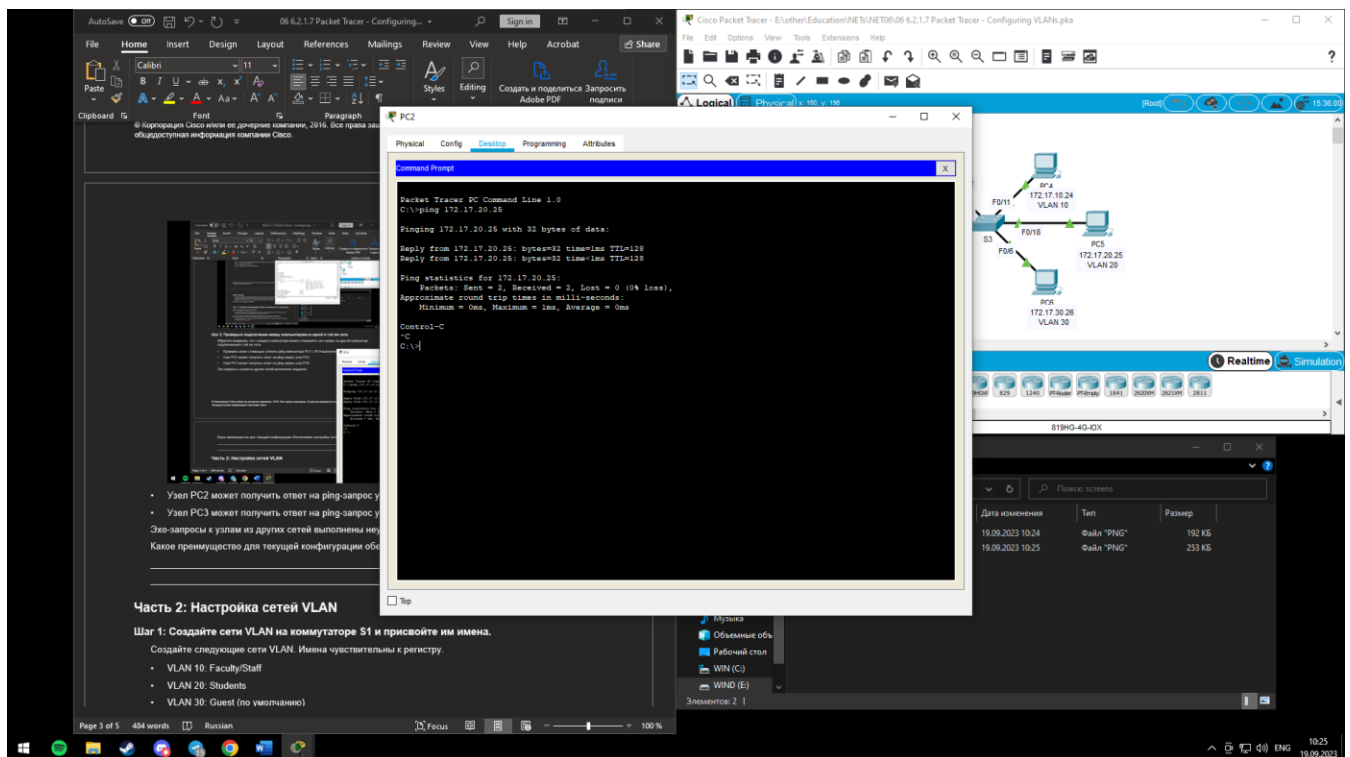 AutoSave Off 06 6.2.1.7 Packet Tracer - Configuring... Sign in
File Home Insert Design Layout References Mailings Review View Help Acrobat Share
Paste
Calibri 11
Styles
Editing
Создать и поделиться Adobe PDF
Запросить подписи
Clipboard Font Paragraph
© Корпорация Cisco и/или ее дочерние компании, 2016. Все права за
общедоступная информация компании Cisco.
• Узел PC2 может получить ответ на ping-запрос у
• Узел PC3 может получить ответ на ping-запрос у
Эхо-запросы к узлам из других сетей выполнены не
Какое преимущество для текущей конфигурации обе
Часть 2: Настройка сетей VLAN
Шаг 1: Создайте сети VLAN на коммутаторе S1 и присвойте им имена.
Создайте следующие сети VLAN. Имена чувствительны к регистру.
• VLAN 10: Faculty/Staff
• VLAN 20: Students
• VLAN 30: Guest (по умолчанию)
Page 3 of 5 484 words Russian Focus 100 %
PC2
Physical Config Desktop Programming Attributes
Command Prompt X
Packet Tracer PC Command Line 1.0
C:\>ping 172.17.20.25
Pinging 172.17.20.25 with 32 bytes of data:
Reply from 172.17.20.25: bytes=32 time=1ms TTL=128
Reply from 172.17.20.25: bytes=32 time<1ms TTL=128
Ping statistics for 172.17.20.25:
Packets: Sent = 2, Received = 2, Lost = 0 (0% loss),
Approximate round trip times in milli-seconds:
Minimum = 0ms, Maximum = 1ms, Average = 0ms
Control-C
^C
C:\>
Top
Cisco Packet Tracer - E:\other\Education\NETs\NET06\06 6.2.1.7 Packet Tracer - Configuring VLANs.pka
File Edit Options View Tools Extensions Help
Logical Physical x: 160, y: 196 [Root] 15:36:00
PC4
172.17.10.24
VLAN 10
F0/11
S3
F0/18
PC5
172.17.20.25
VLAN 20
F0/6
PC6
172.17.30.26
VLAN 30
Realtime Simulation
829 1240 PT-Router PT-Empty 1841 2620XM 2621XM 2811
819HG-4G-IOX
Поиск: screens
Дата изменения Тип Размер
19.09.2023 10:24 Файл "PNG" 192 КБ
19.09.2023 10:25 Файл "PNG" 253 КБ
Музыка
Объемные объ
Рабочий стол
WIN (C:)
WIND (E:)
Элементов: 2
ENG
10:25
19.09.2023